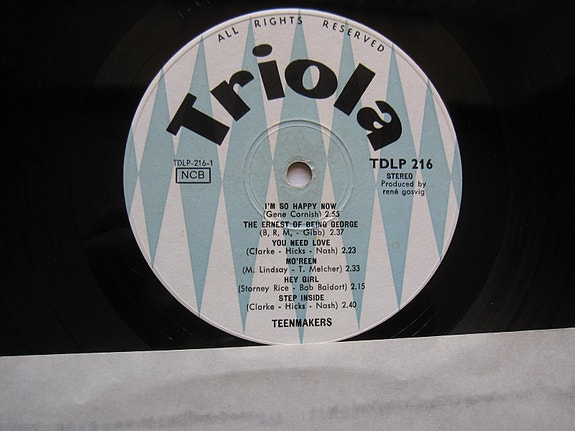 ALL RIGHTS RESERVED
Triola
TDLP-216-1
NCB
TDLP 216
STEREO
Produced by
rené gosvig
I'M SO HAPPY NOW
(Gene Cornish) 2.55
THE ERNEST OF BEING GEORGE
(B, R, M, - Gibb) 2.37
YOU NEED LOVE
(Clarke - Hicks - Nash) 2.23
MO'REEN
(M. Lindsay - T. Melcher) 2.33
HEY GIRL
(Storney Rice - Bob Baldort) 2.15
STEP INSIDE
(Clarke - Hicks - Nash) 2.40
TEENMAKERS